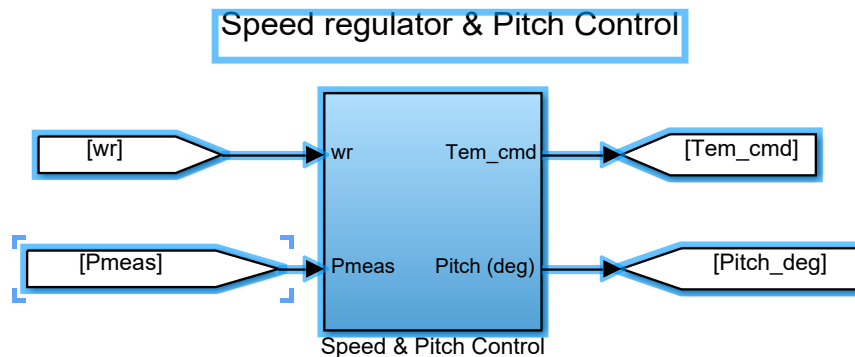 Speed regulator & Pitch Control
[wr]
wr
Tem_cmd
[Tem_cmd]
[Pmeas]
Pmeas
Pitch (deg)
[Pitch_deg]
Speed & Pitch Control